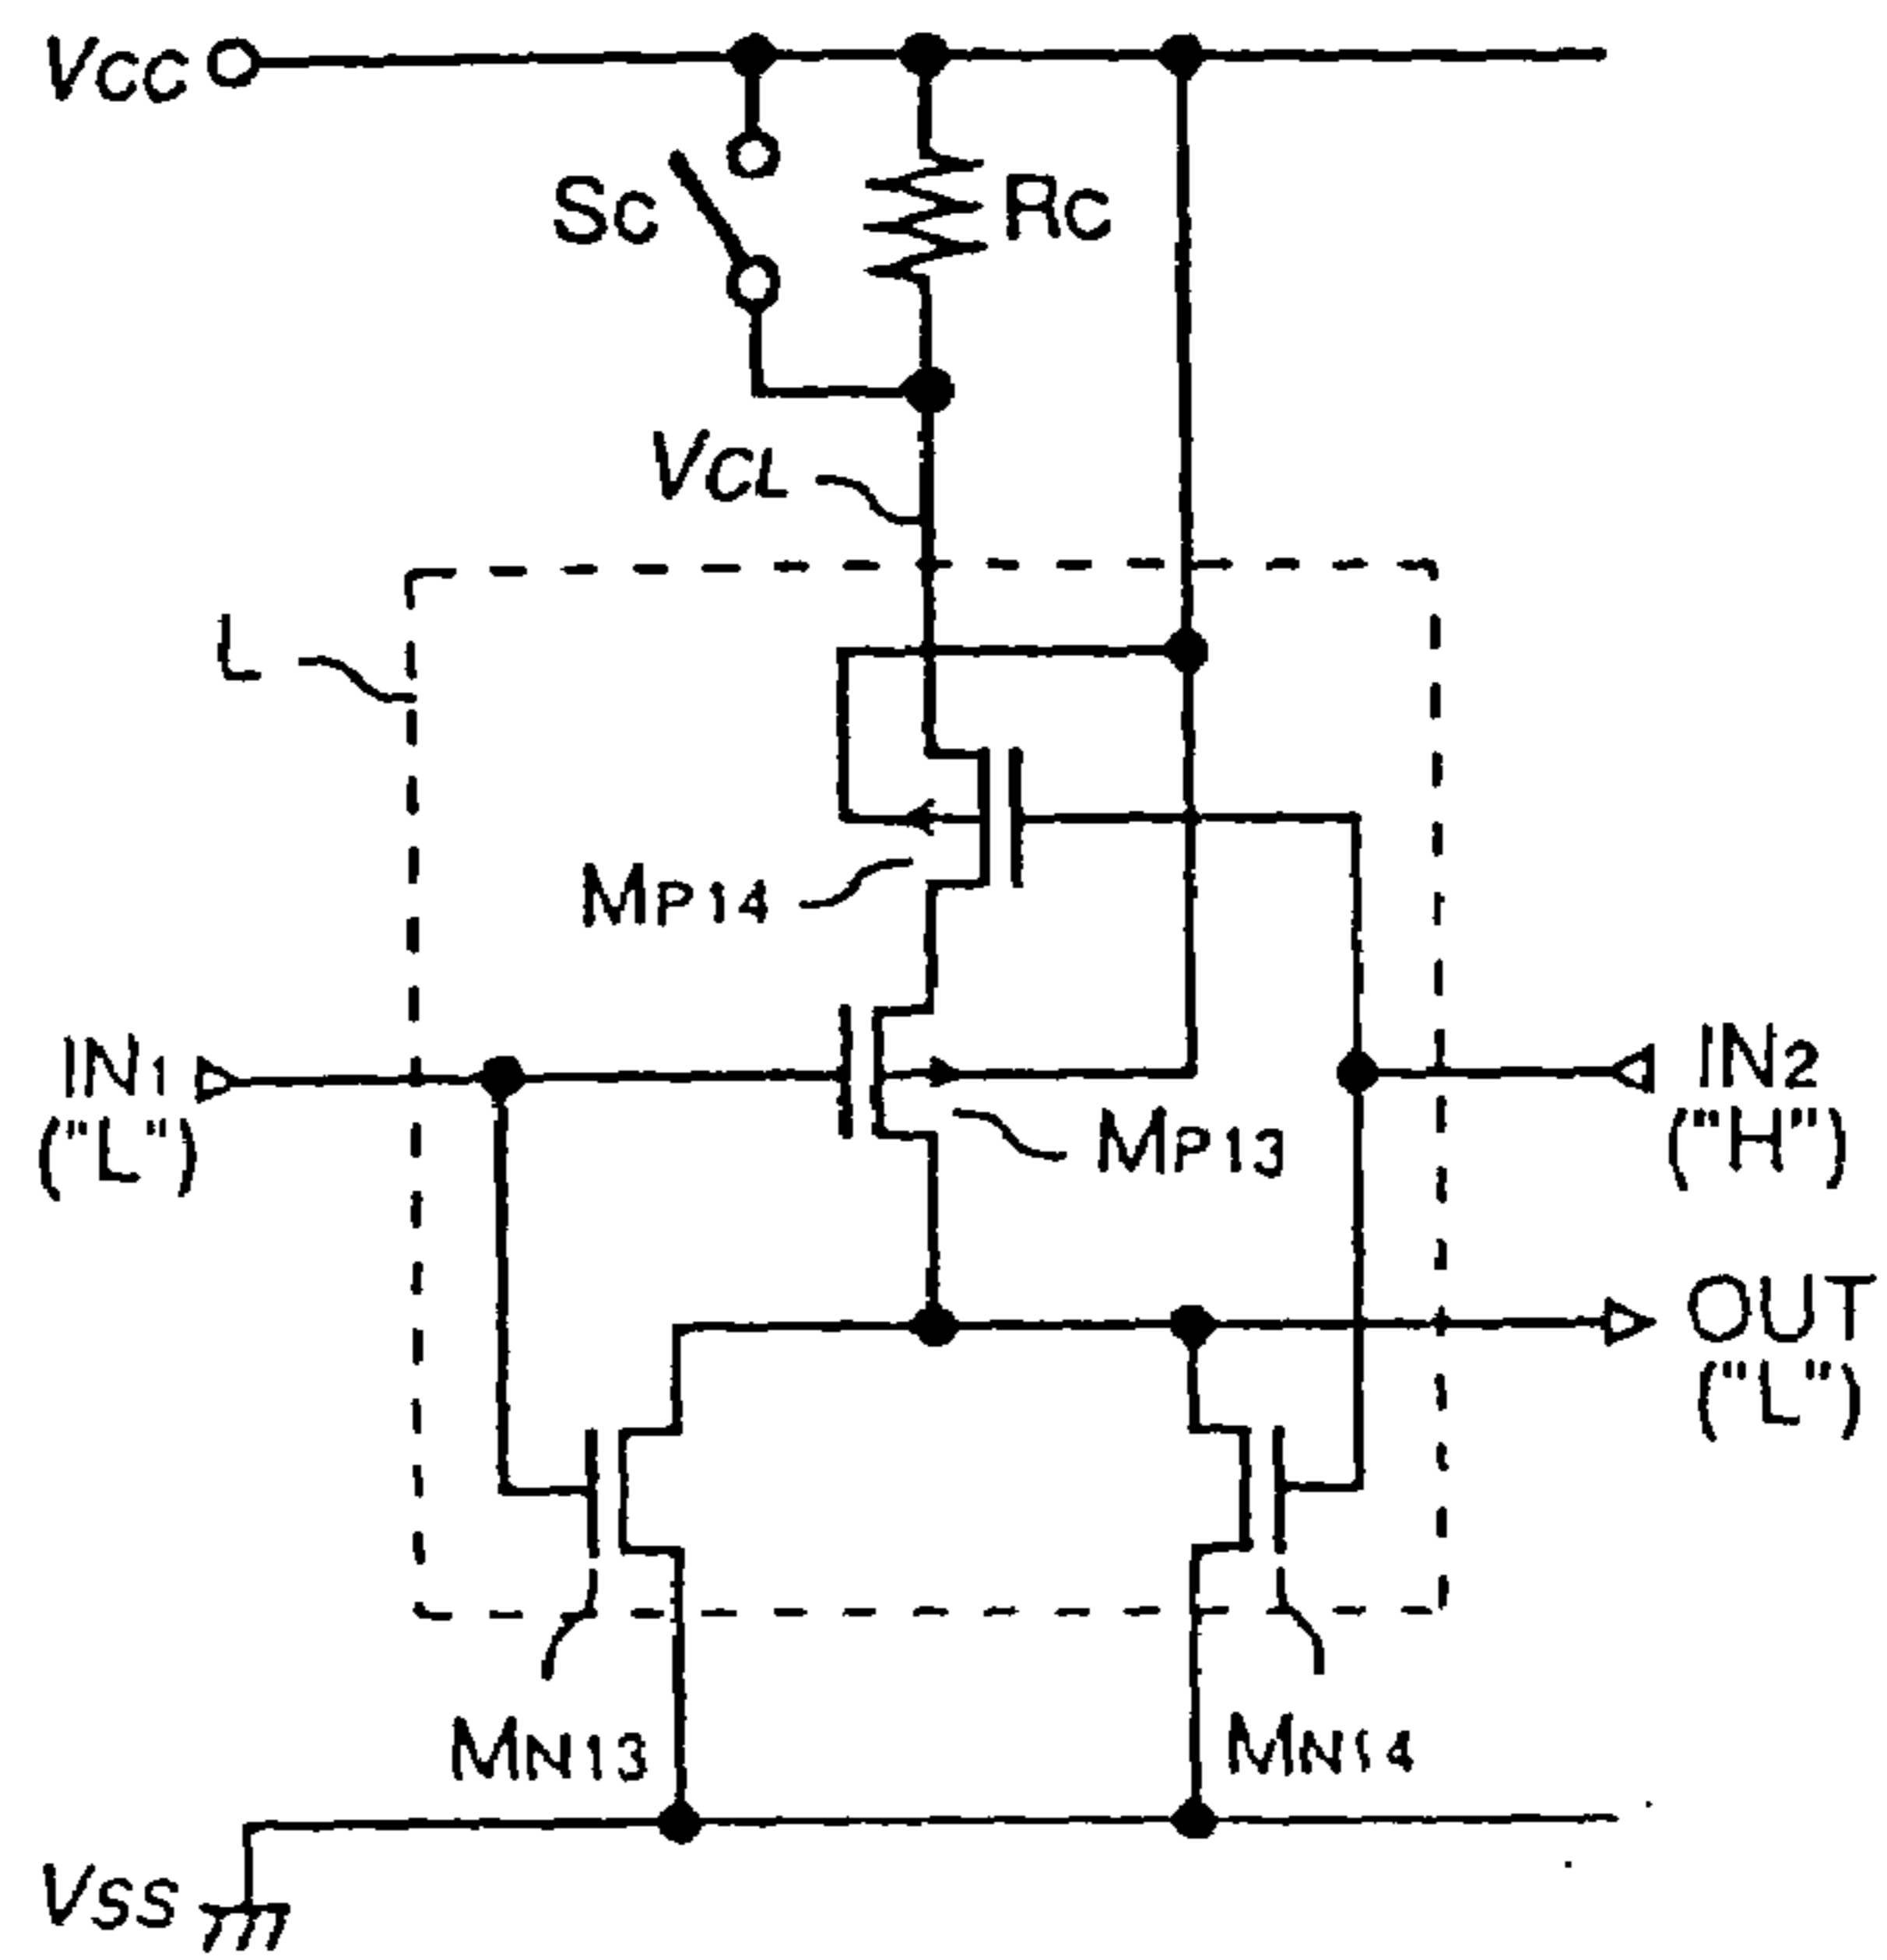 VCC
SC
RC
VCL
L
MP14
IN1
("L")
IN2
("H")
MP13
OUT
("L")
MN13
MN14
VSS